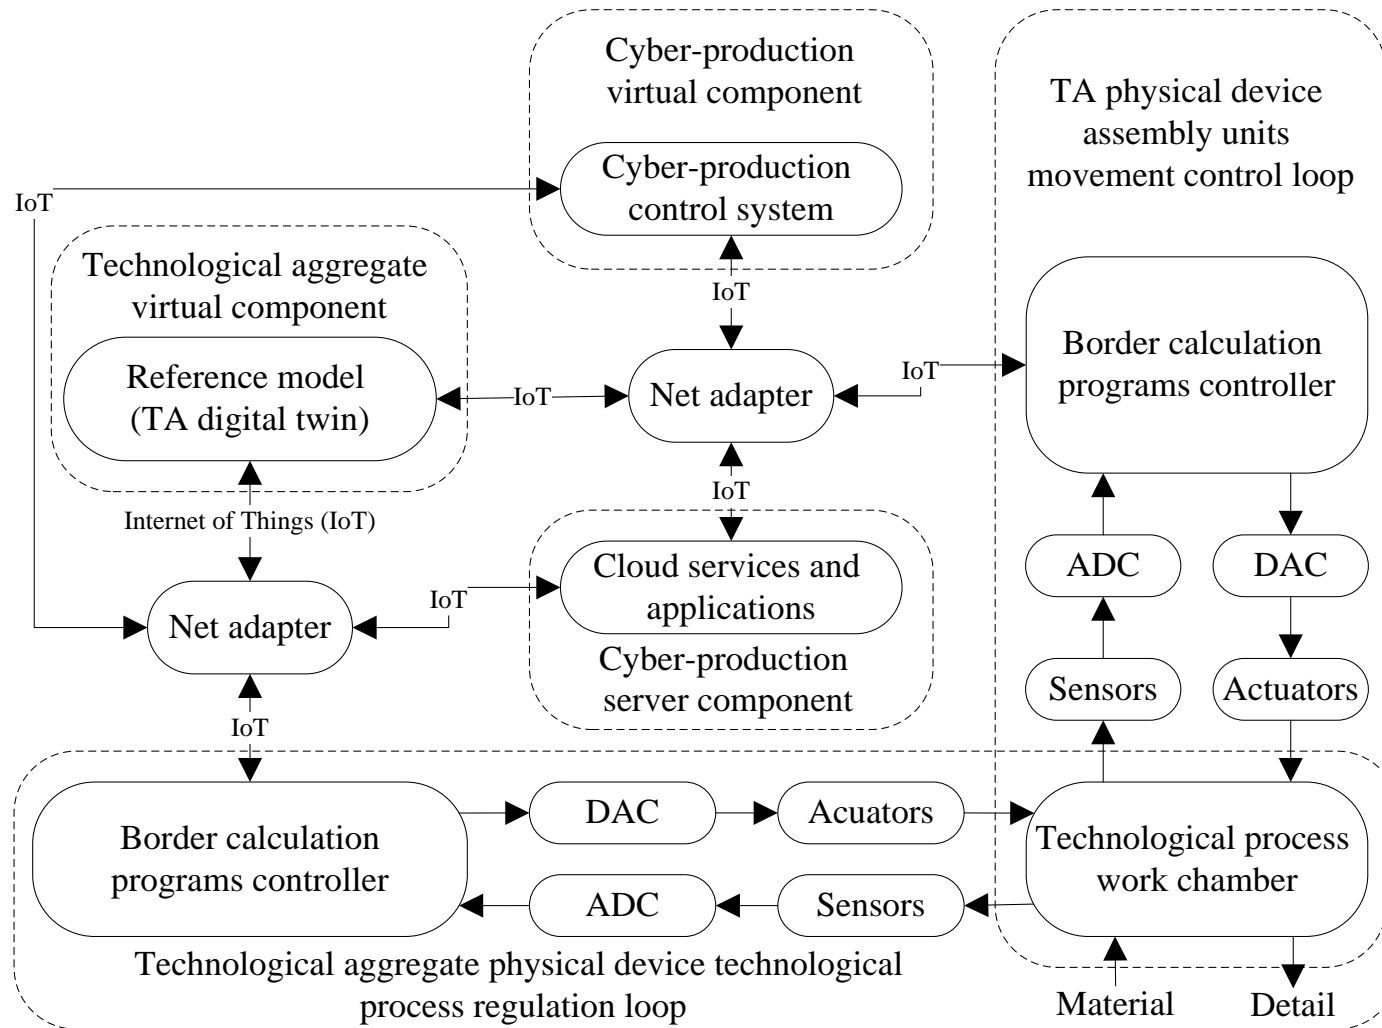 Cyber-production
virtual component
Cyber-production
control system
TA physical device
assembly units
movement control loop
IoT
Technological aggregate
virtual component
Reference model
(TA digital twin)
IoT
IoT
Net adapter
IoT
Border calculation
programs controller
IoT
Internet of Things (IoT)
Net adapter
IoT
Cloud services and
applications
Cyber-production
server component
ADC
DAC
Sensors
Actuators
IoT
Border calculation
programs controller
DAC
Acuators
ADC
Sensors
Technological process
work chamber
Technological aggregate physical device technological
process regulation loop
Material
Detail